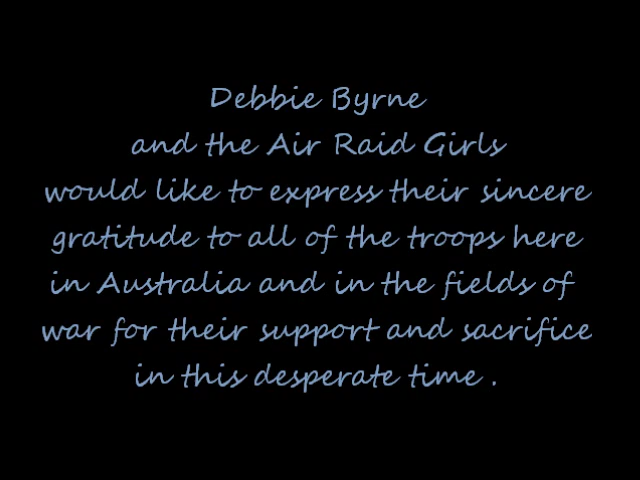 Debbie Byrne
and the Air Raid Girls
would like to express their sincere
gratitude to all of the troops here
in Australia and in the fields of
war for their support and sacrifice
in this desperate time .